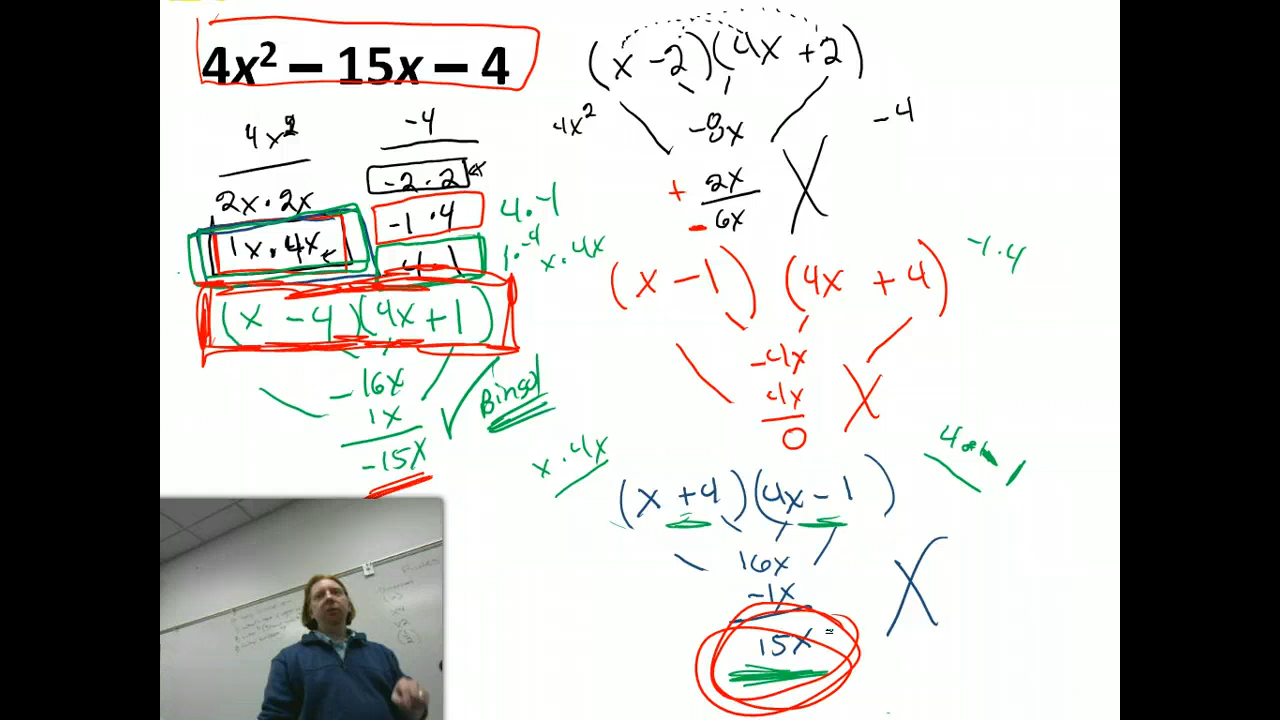 4x² – 15x – 4
4x²
2x · 2x
1x · 4x
-4
-2 · 2
-1 · 4
-4 1
4 · -1
1 · -4
x · 4x
(x -4)(4x+1)
-16x
1x
-15x
Bingo!
(x -2)(4x +2)
4x²
-4
-8x
+ 2x
-6x
X
(x -1) (4x +4)
-1 · 4
-4x
4x
0
X
x · 4x
(x +4)(4x -1)
16x
-1x
15x
X